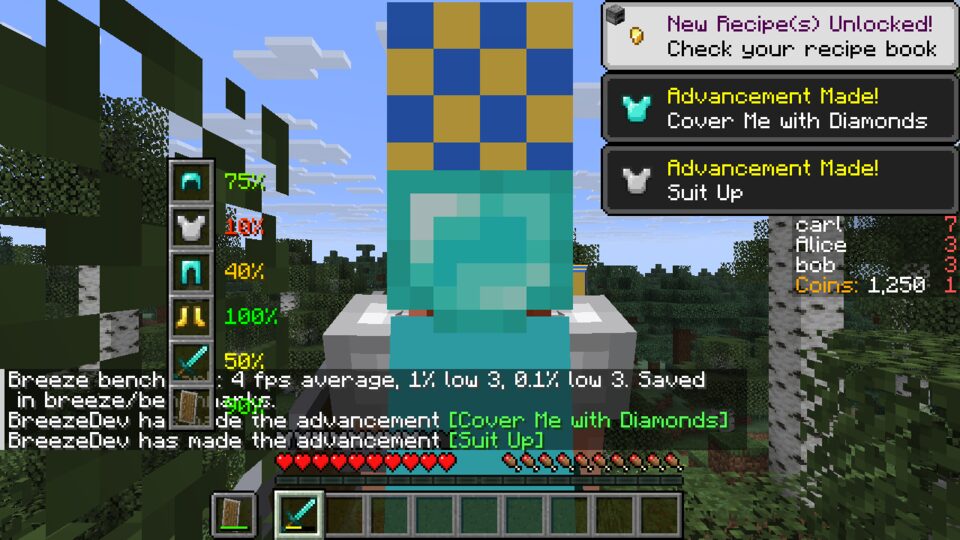 New Recipe(s) Unlocked!
Check your recipe book
Advancement Made!
Cover Me with Diamonds
Advancement Made!
Suit Up
75%
10%
40%
100%
50%
90%
carl 7
Alice 3
bob 3
Coins: 1,250 1
Breeze bench : 4 fps average, 1% low 3, 0.1% low 3. Saved
in breeze/be
BreezeDev ha de the advancement [Cover Me with Diamonds]
BreezeDev has made the advancement [Suit Up]